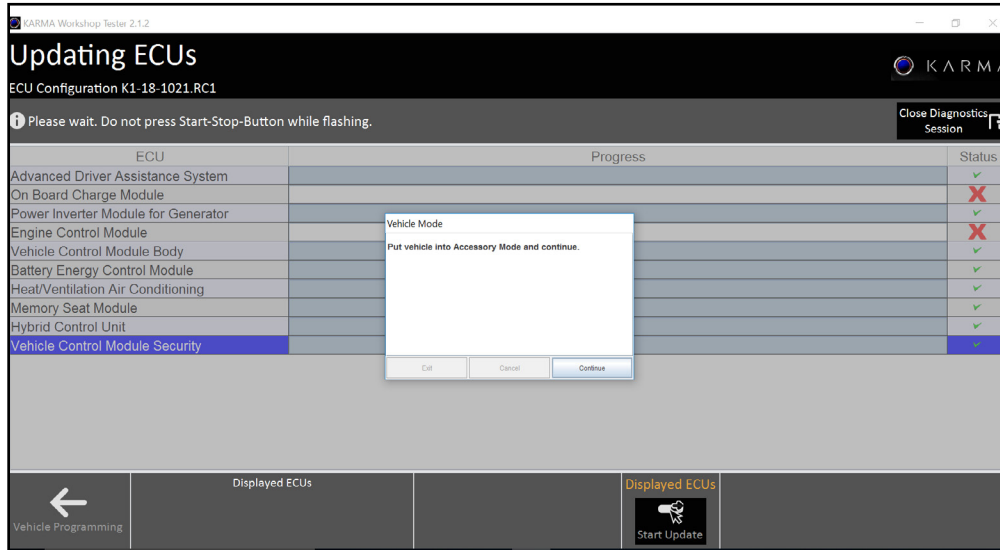 KARMA Workshop Tester 2.1.2
Updating ECUs
KARMA
ECU Configuration K1-18-1021.RC1
Please wait. Do not press Start-Stop-Button while flashing.
Close Diagnostics
Session
ECU Progress Status
Advanced Driver Assistance System
On Board Charge Module
Power Inverter Module for Generator
Engine Control Module
Vehicle Control Module Body
Battery Energy Control Module
Heat/Ventilation Air Conditioning
Memory Seat Module
Hybrid Control Unit
Vehicle Control Module Security
Vehicle Mode
Put vehicle into Accessory Mode and continue.
Exit Cancel Continue
Vehicle Programming
Displayed ECUs
Displayed ECUs
Start Update